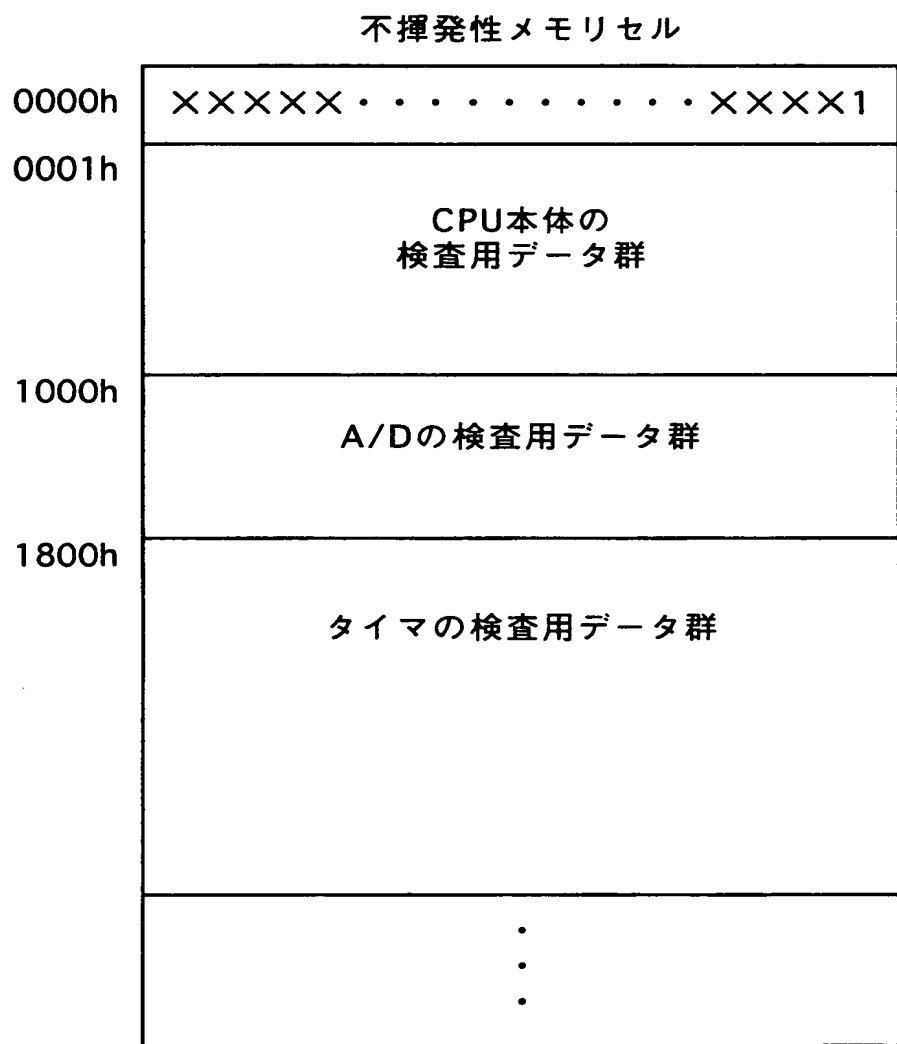 不揮発性メモリセル
0000h ×××××・・・・・・・・・・××××1
0001h
CPU本体の
検査用データ群
1000h
A/Dの検査用データ群
1800h
タイマの検査用データ群
・
・
・